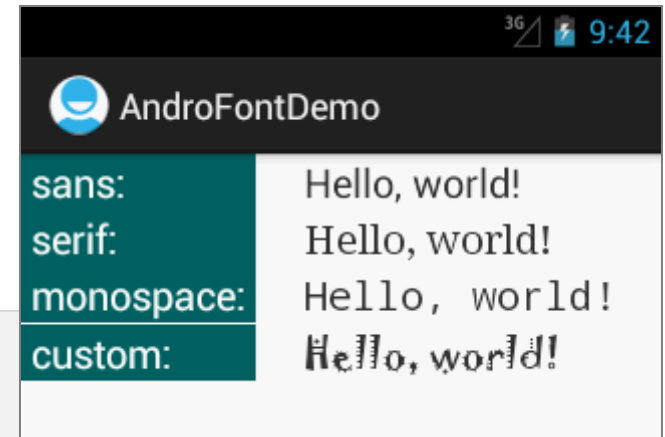 3G 9:42
AndroFontDemo
sans: Hello, world!
serif: Hello, world!
monospace: Hello, world!
custom: Hello, world!